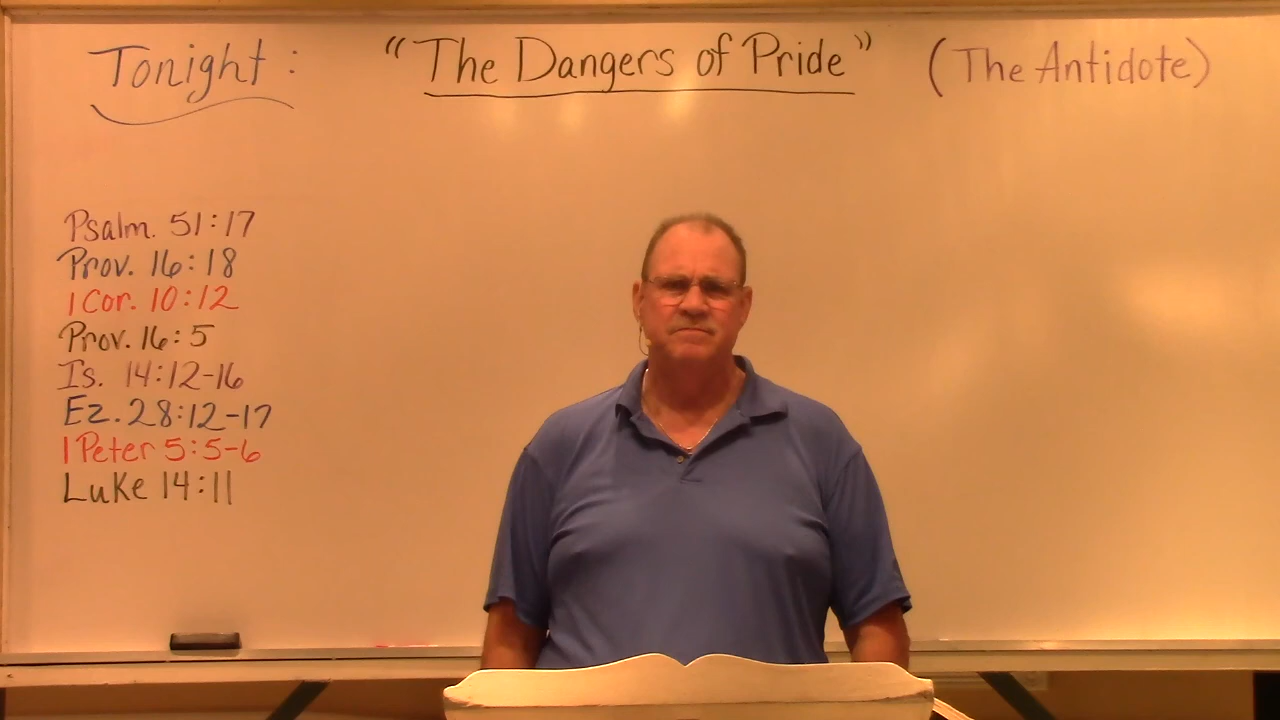 Tonight: "The Dangers of Pride" (The Antidote)
Psalm. 51:17
Prov. 16:18
1 Cor. 10:12
Prov. 16:5
Is. 14:12-16
Ez. 28:12-17
1 Peter 5:5-6
Luke 14:11